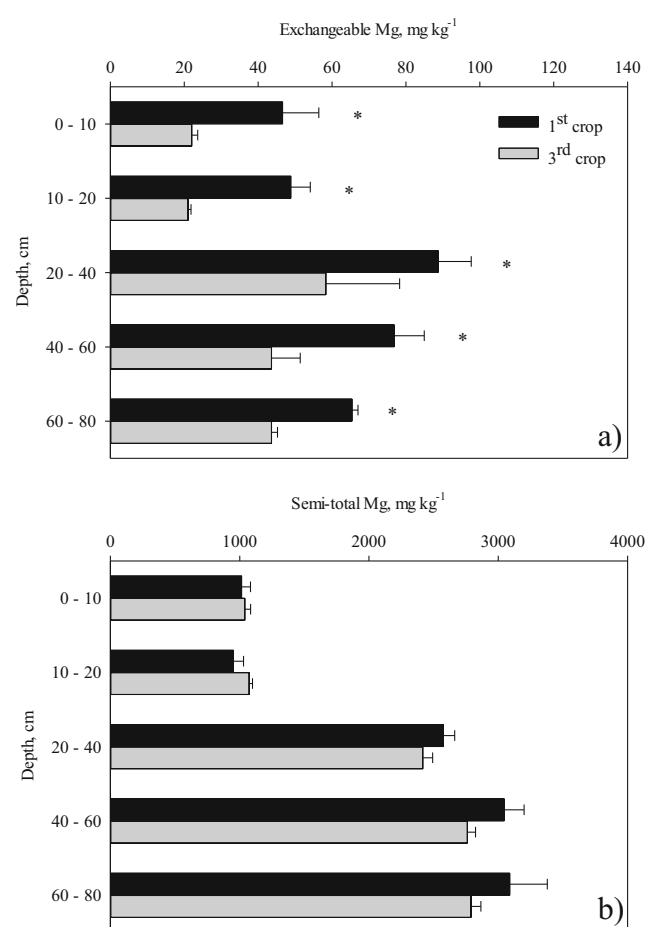 Exchangeable Mg, mg kg-1
0 20 40 60 80 100 120 140
0 - 10 *
1st crop
3rd crop
10 - 20 *
20 - 40 *
Depth, cm
40 - 60 *
60 - 80 *
a)
Semi-total Mg, mg kg-1
0 1000 2000 3000 4000
0 - 10
10 - 20
20 - 40
Depth, cm
40 - 60
60 - 80
b)